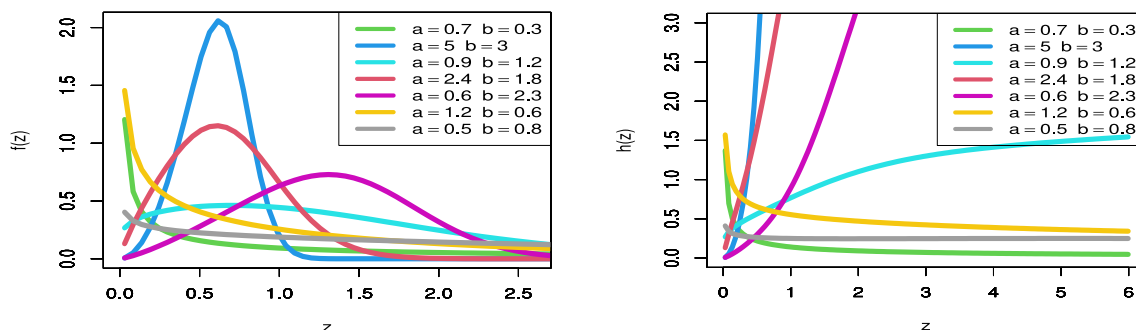 f(z)
0.0 0.5 1.0 1.5 2.0
a = 0.7 b = 0.3
a = 5 b = 3
a = 0.9 b = 1.2
a = 2.4 b = 1.8
a = 0.6 b = 2.3
a = 1.2 b = 0.6
a = 0.5 b = 0.8
0.0 0.5 1.0 1.5 2.0 2.5
z
h(z)
0.0 0.5 1.0 1.5 2.0 2.5 3.0
a = 0.7 b = 0.3
a = 5 b = 3
a = 0.9 b = 1.2
a = 2.4 b = 1.8
a = 0.6 b = 2.3
a = 1.2 b = 0.6
a = 0.5 b = 0.8
0 1 2 3 4 5 6
z